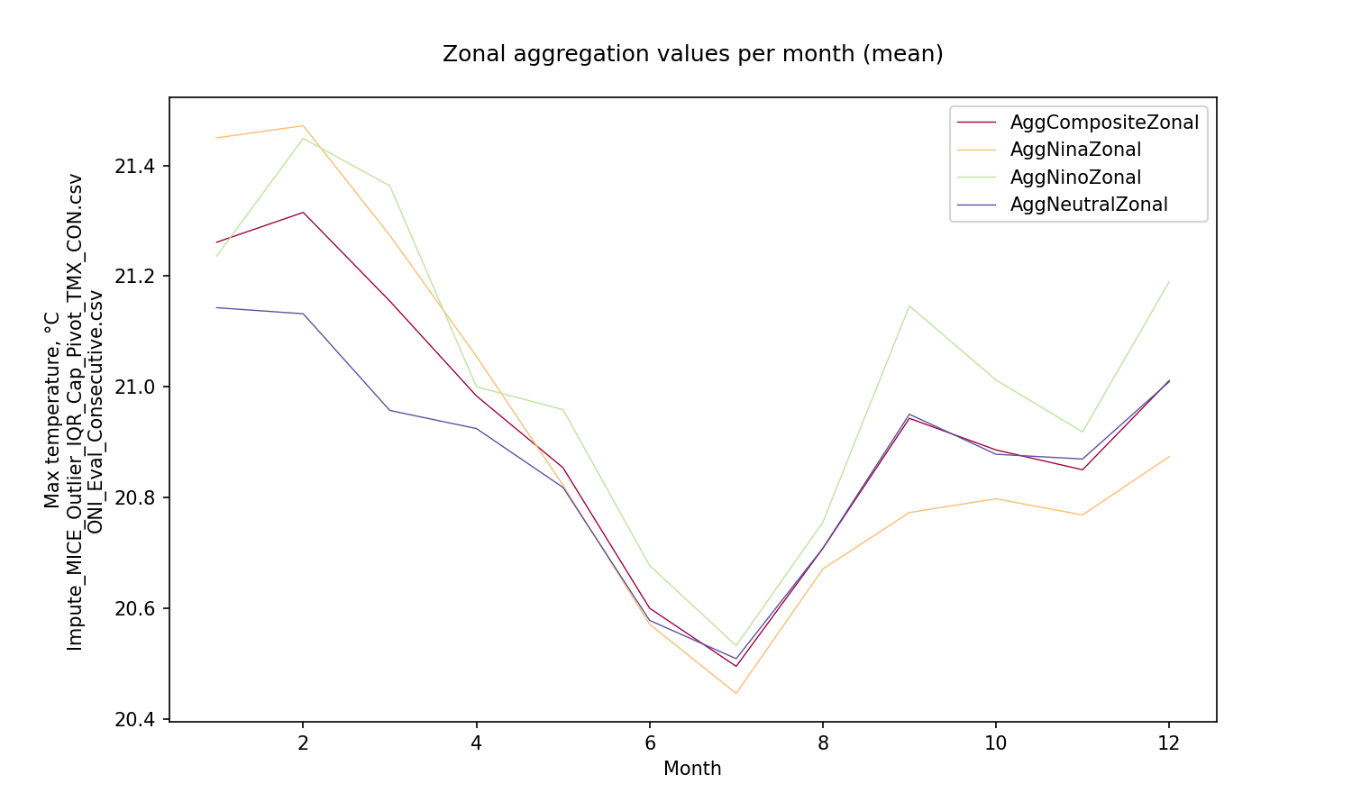 Zonal aggregation values per month (mean)
Max temperature, °C
Impute_MICE_Outlier_IQR_Cap_Pivot_TMX_CON.csv
ONI_Eval_Consecutive.csv
21.4
21.2
21.0
20.8
20.6
20.4
AggCompositeZonal
AggNinaZonal
AggNinoZonal
AggNeutralZonal
2 4 6 8 10 12
Month